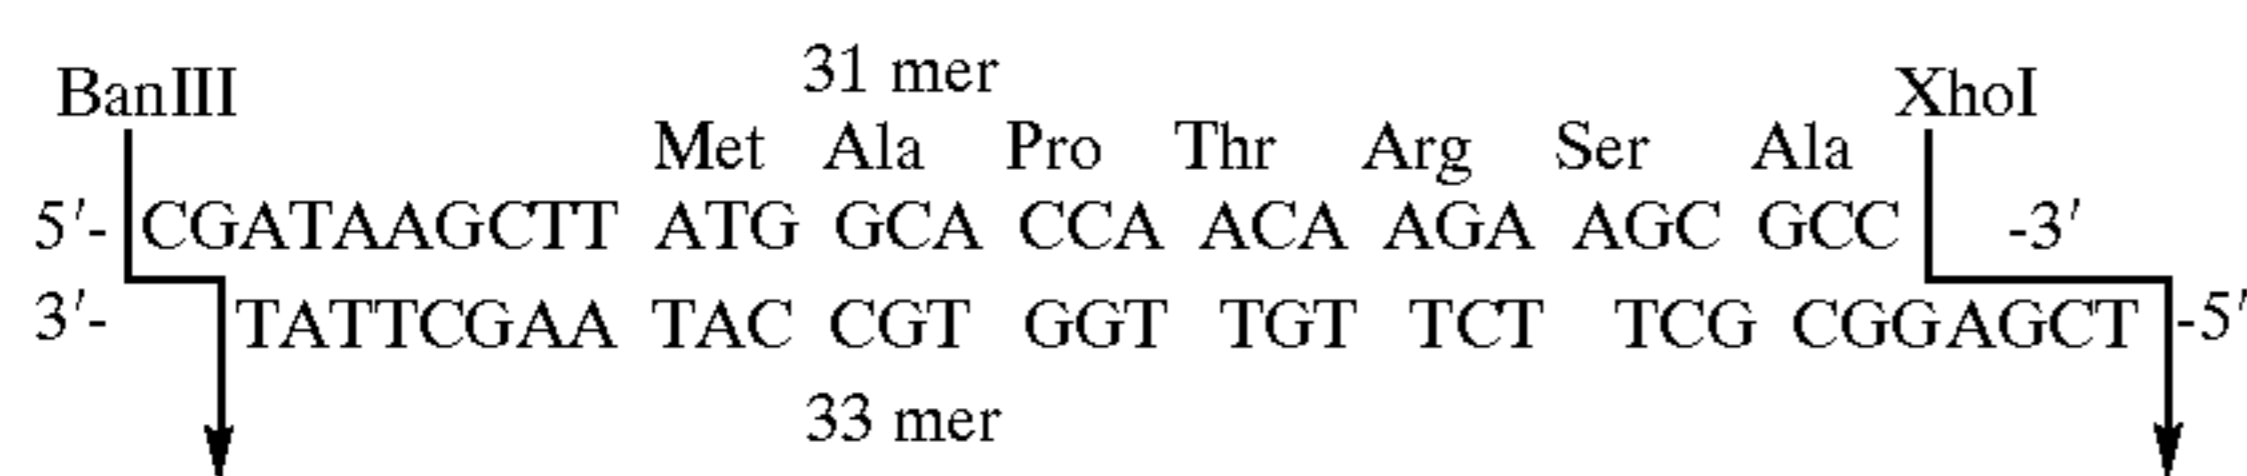 31 mer
BanIII XhoI
Met Ala Pro Thr Arg Ser Ala
5′- CGATAAGCTT ATG GCA CCA ACA AGA AGC GCC -3′
3′- TATTCGAA TAC CGT GGT TGT TCT TCG CGGAGCT -5′
33 mer